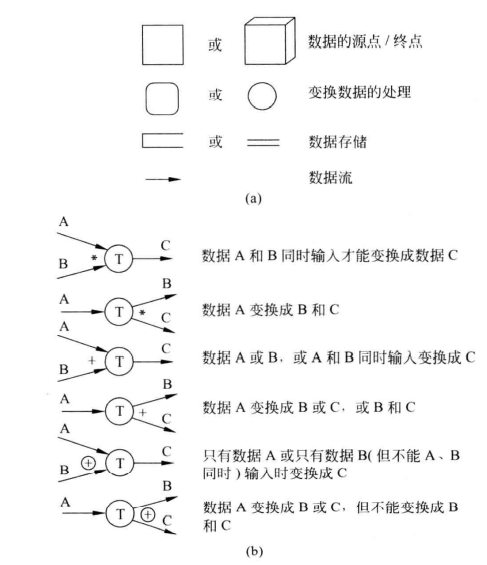 或 数据的源点 / 终点
或 变换数据的处理
或 数据存储
数据流
(a)
A
B * T C 数据 A 和 B 同时输入才能变换成数据 C
B
A T * C 数据 A 变换成 B 和 C
A
B + T C 数据 A 或 B，或 A 和 B 同时输入变换成 C
B
A T + C 数据 A 变换成 B 或 C，或 B 和 C
A
B ⊕ T C 只有数据 A 或只有数据 B( 但不能 A、B
同时 ) 输入时变换成 C
B
A T ⊕ C 数据 A 变换成 B 或 C，但不能变换成 B
和 C
(b)